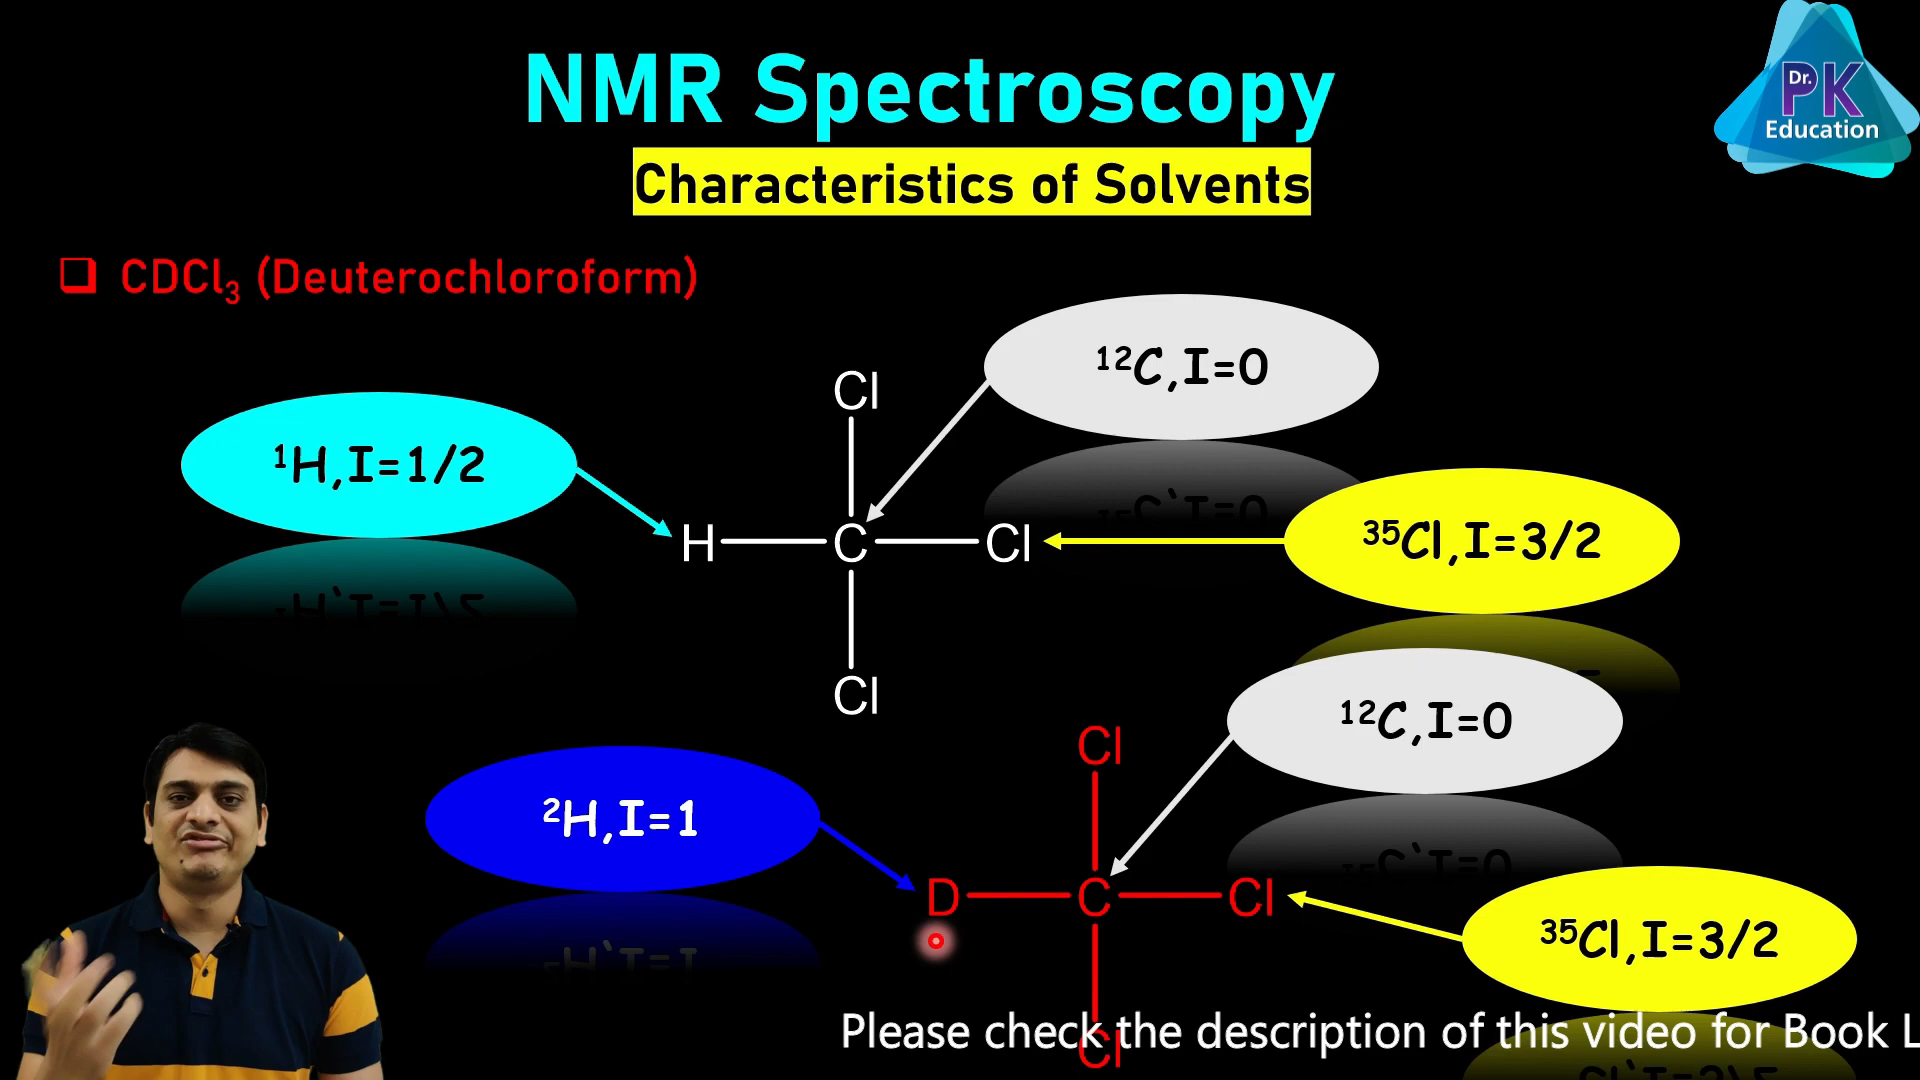 NMR Spectroscopy
Characteristics of Solvents
Dr.
PK
Education
❑ CDCl₃ (Deuterochloroform)
¹²C,I=0
Cl
¹H,I=1/2
³⁵Cl,I=3/2
H C Cl
Cl
¹²C,I=0
Cl
²H,I=1
D C Cl
³⁵Cl,I=3/2
Cl
Please check the description of this video for Book L